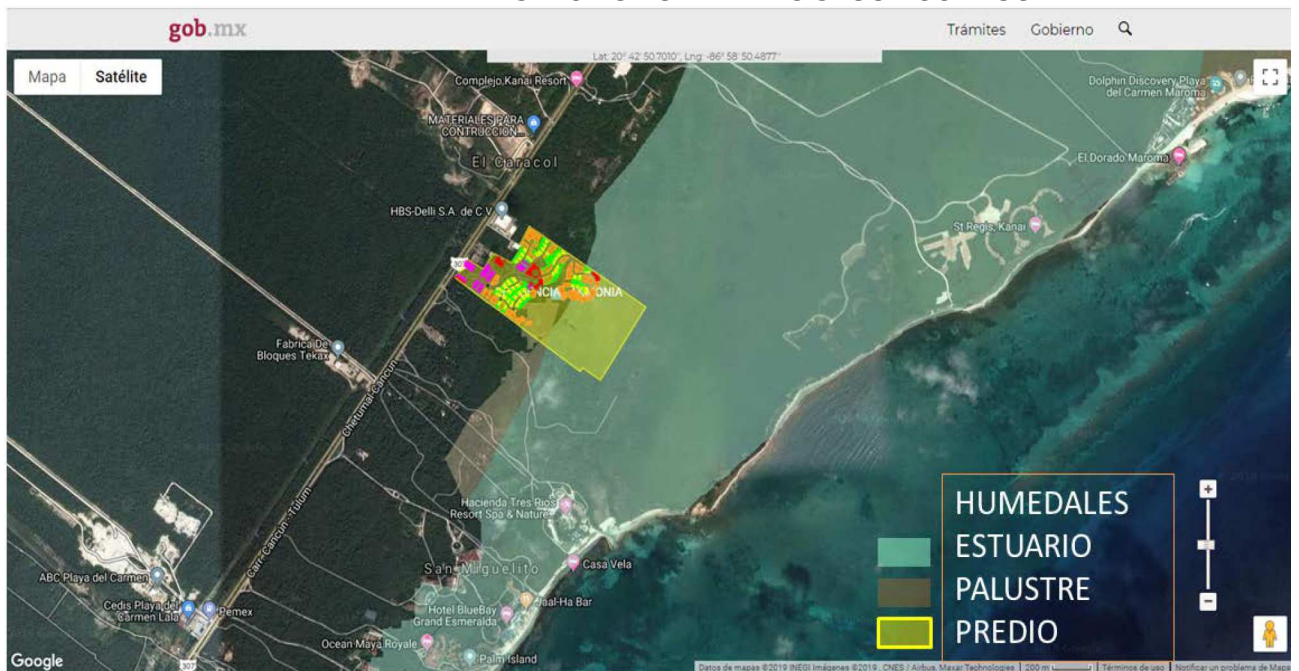 gob.mx
Trámites Gobierno
Lat: 20° 42' 50.7010'', Lng: -86° 58' 50.4877''
Mapa Satélite
Complejo Kanai Resort
Dolphin Discovery Playa
del Carmen Maroma
MATERIALES PARA
CONTRUCCION...
El Caracol
El Dorado Maroma
HBS-Delli S.A. de C.V
St Regis, Kanai
307
Fabrica De
Bloques Tekax
Chetumal-Cancun
Hacienda Tres Rios
Resort Spa & Nature...
Carr. Cancun - Tulum
San Miguelito
Casa Vela
ABC Playa del Carmen
Cedis Playa del
Carmen Lala
Pemex
Jaal-Ha Bar
Hotel BlueBay
Grand Esmeralda
Ocean Maya Royale
Palm Island
307
HUMEDALES
ESTUARIO
PALUSTRE
PREDIO
Google
Datos de mapas ©2019 INEGI Imágenes ©2019 , CNES / Airbus, Maxar Technologies 200 m Términos de uso Notificar un problema de Maps